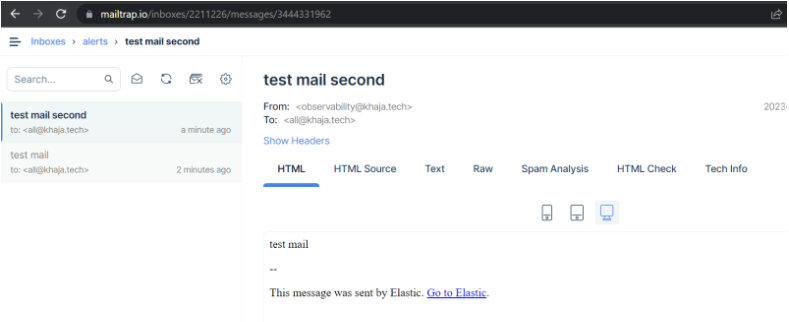 mailtrap.io/inboxes/2211226/messages/3444331962
Inboxes > alerts > test mail second
Search...
test mail second
to: <all@khaja.tech> a minute ago
test mail
to: <all@khaja.tech> 2 minutes ago
test mail second
From: <observability@khaja.tech> 2023-
To: <all@khaja.tech>
Show Headers
HTML HTML Source Text Raw Spam Analysis HTML Check Tech Info
test mail
--
This message was sent by Elastic. Go to Elastic.